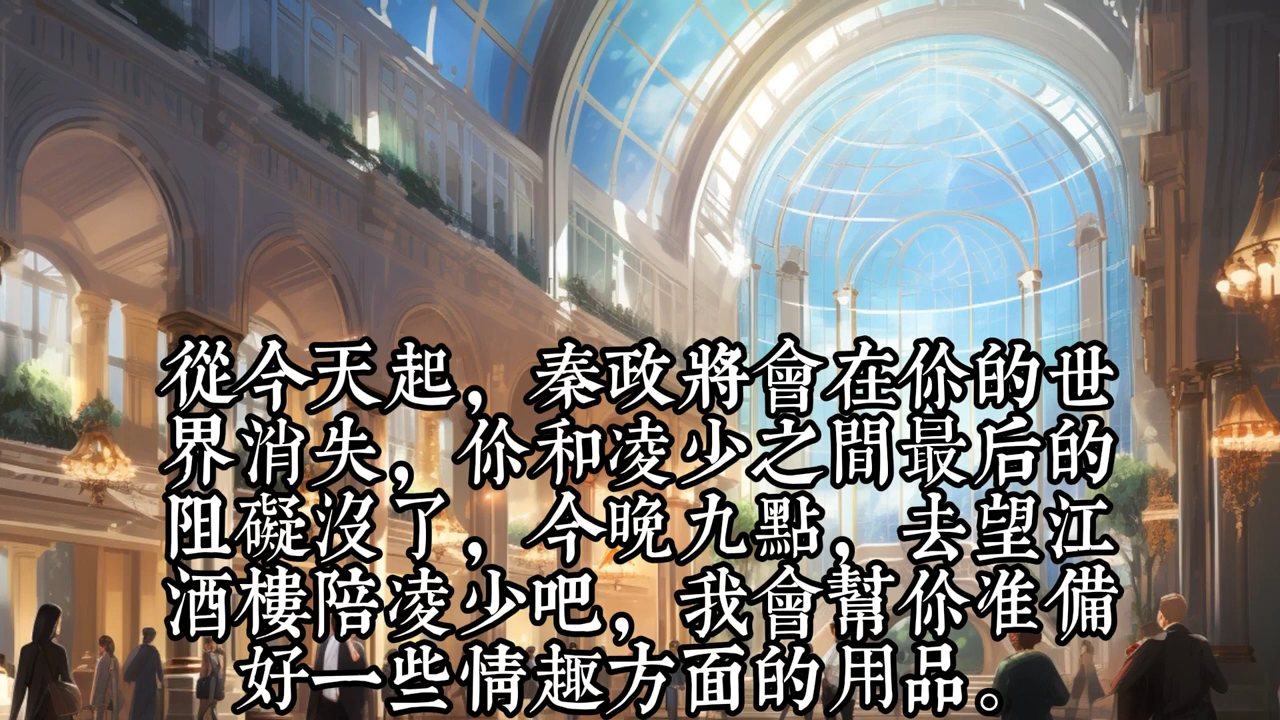 從今天起，秦政將會在你的世
界消失，你和凌少之間最后的
阻礙沒了，今晚九點，去望江
酒樓陪凌少吧，我會幫你准備
好一些情趣方面的用品。